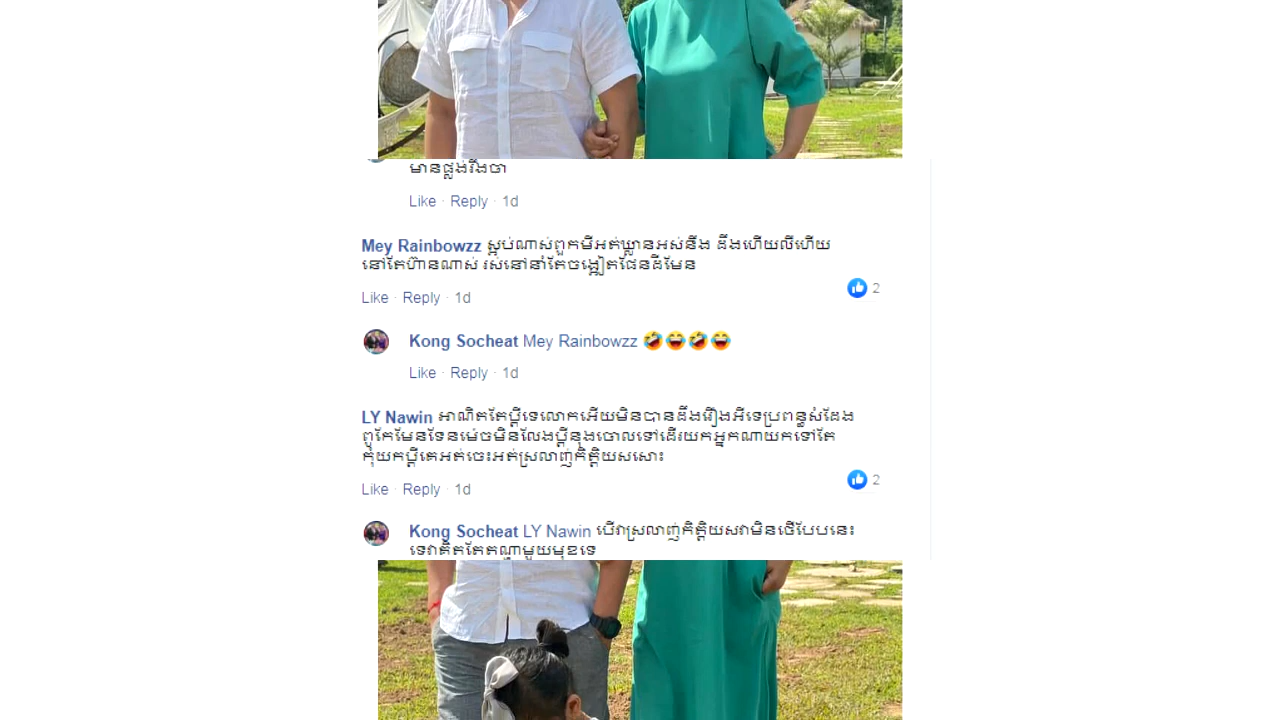 មានផ្លង់វឹងចា
Like · Reply · 1d
Mey Rainbowzz ស្អប់ណាស់ពួកមីអត់ឃ្លានអស់នឹង ដឹងហើយលឺហើយ
នៅតែហ៊ានណាស់ រស់នៅនាំតែចង្អៀតផែនដីមែន
2
Like · Reply · 1d
Kong Socheat Mey Rainbowzz 🤣😂🤣😂
Like · Reply · 1d
LY Nawin អាណិតតែប្ដីទេលោកអើយមិនបានដឹងរឿងអីទេប្រពន្ធស់ដែង
ពូកែមែនទែនម៉េចមិនលែងប្ដីនុងចោលទៅដើរយកអ្នកណាយកទៅតែ
កុំយកប្ដីគេអត់ចេះអត់ស្រលាញ់កិត្តិយសសោះ
2
Like · Reply · 1d
Kong Socheat LY Nawin បើវាស្រលាញ់កិត្តិយសវាមិនថើបែបនេះ
ទេវាគិតតែតណ្ហាមួយមុខទេ